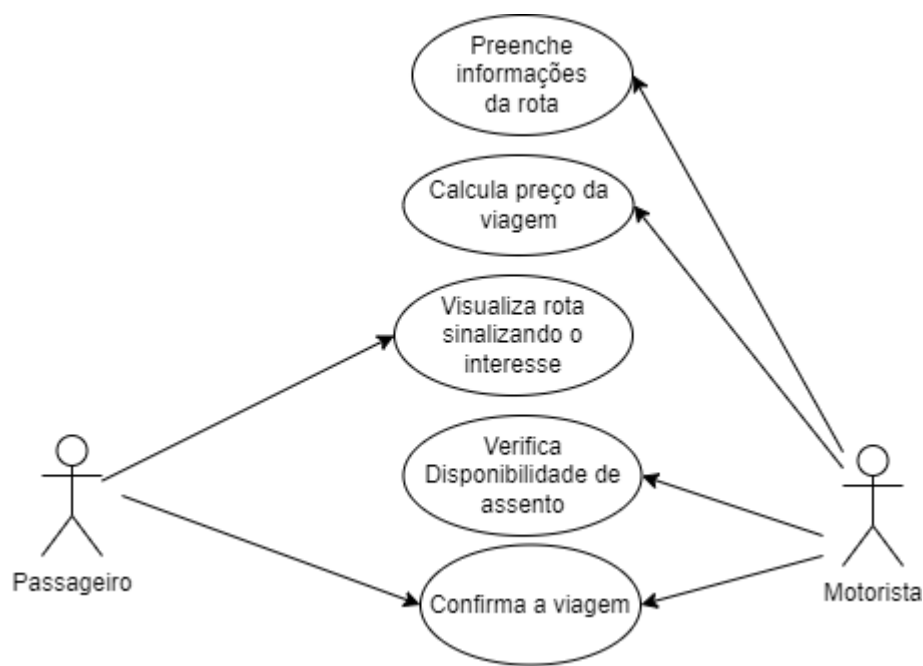 Preenche
informações
da rota
Calcula preço da
viagem
Visualiza rota
sinalizando o
interesse
Verifica
Disponibilidade de
assento
Passageiro
Confirma a viagem
Motorista